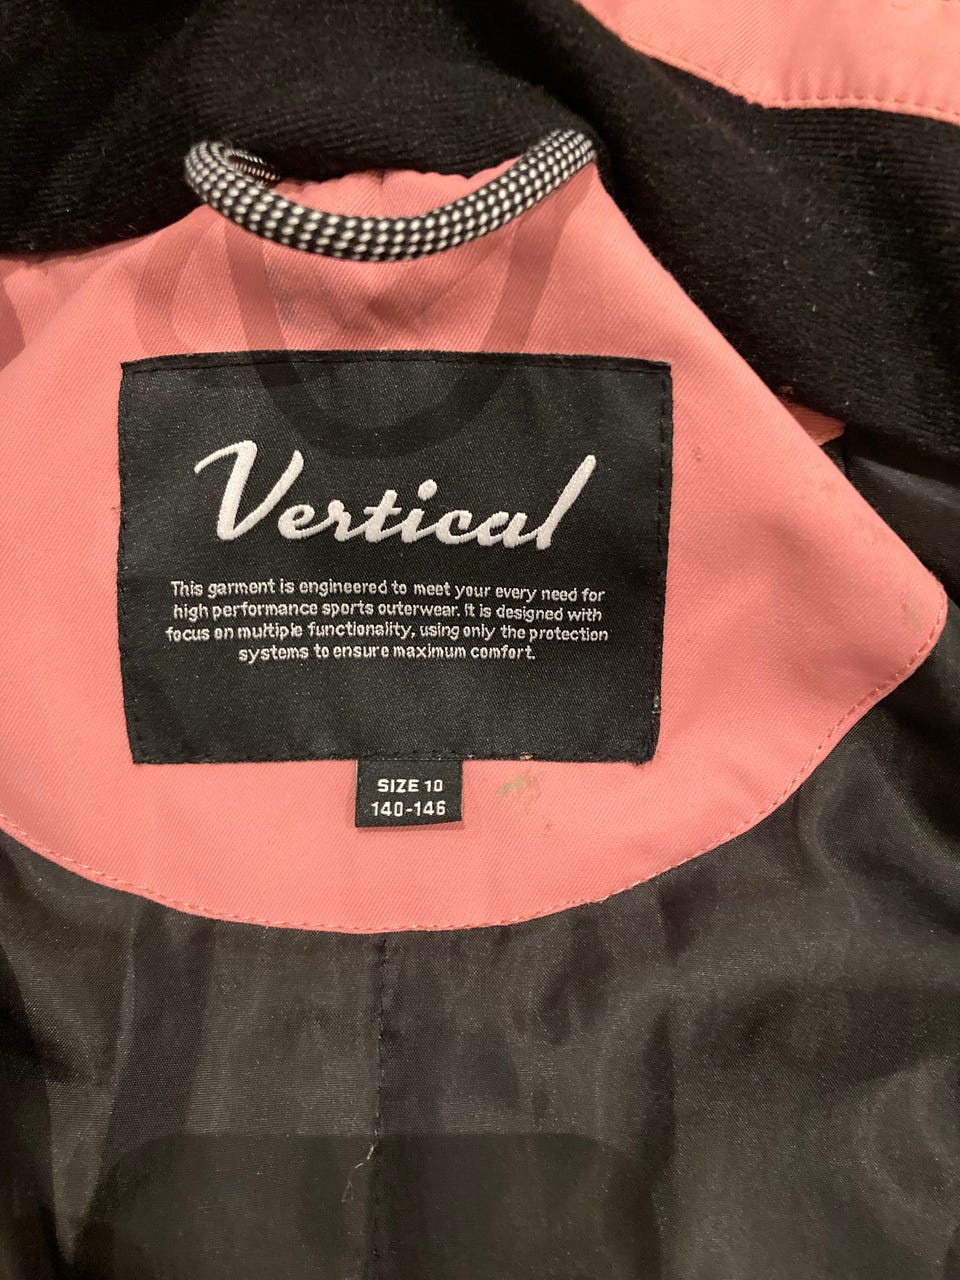 Vertical
This garment is engineered to meet your every need for
high performance sports outerwear. It is designed with
focus on multiple functionality, using only the protection
systems to ensure maximum comfort.
SIZE 10
140-146